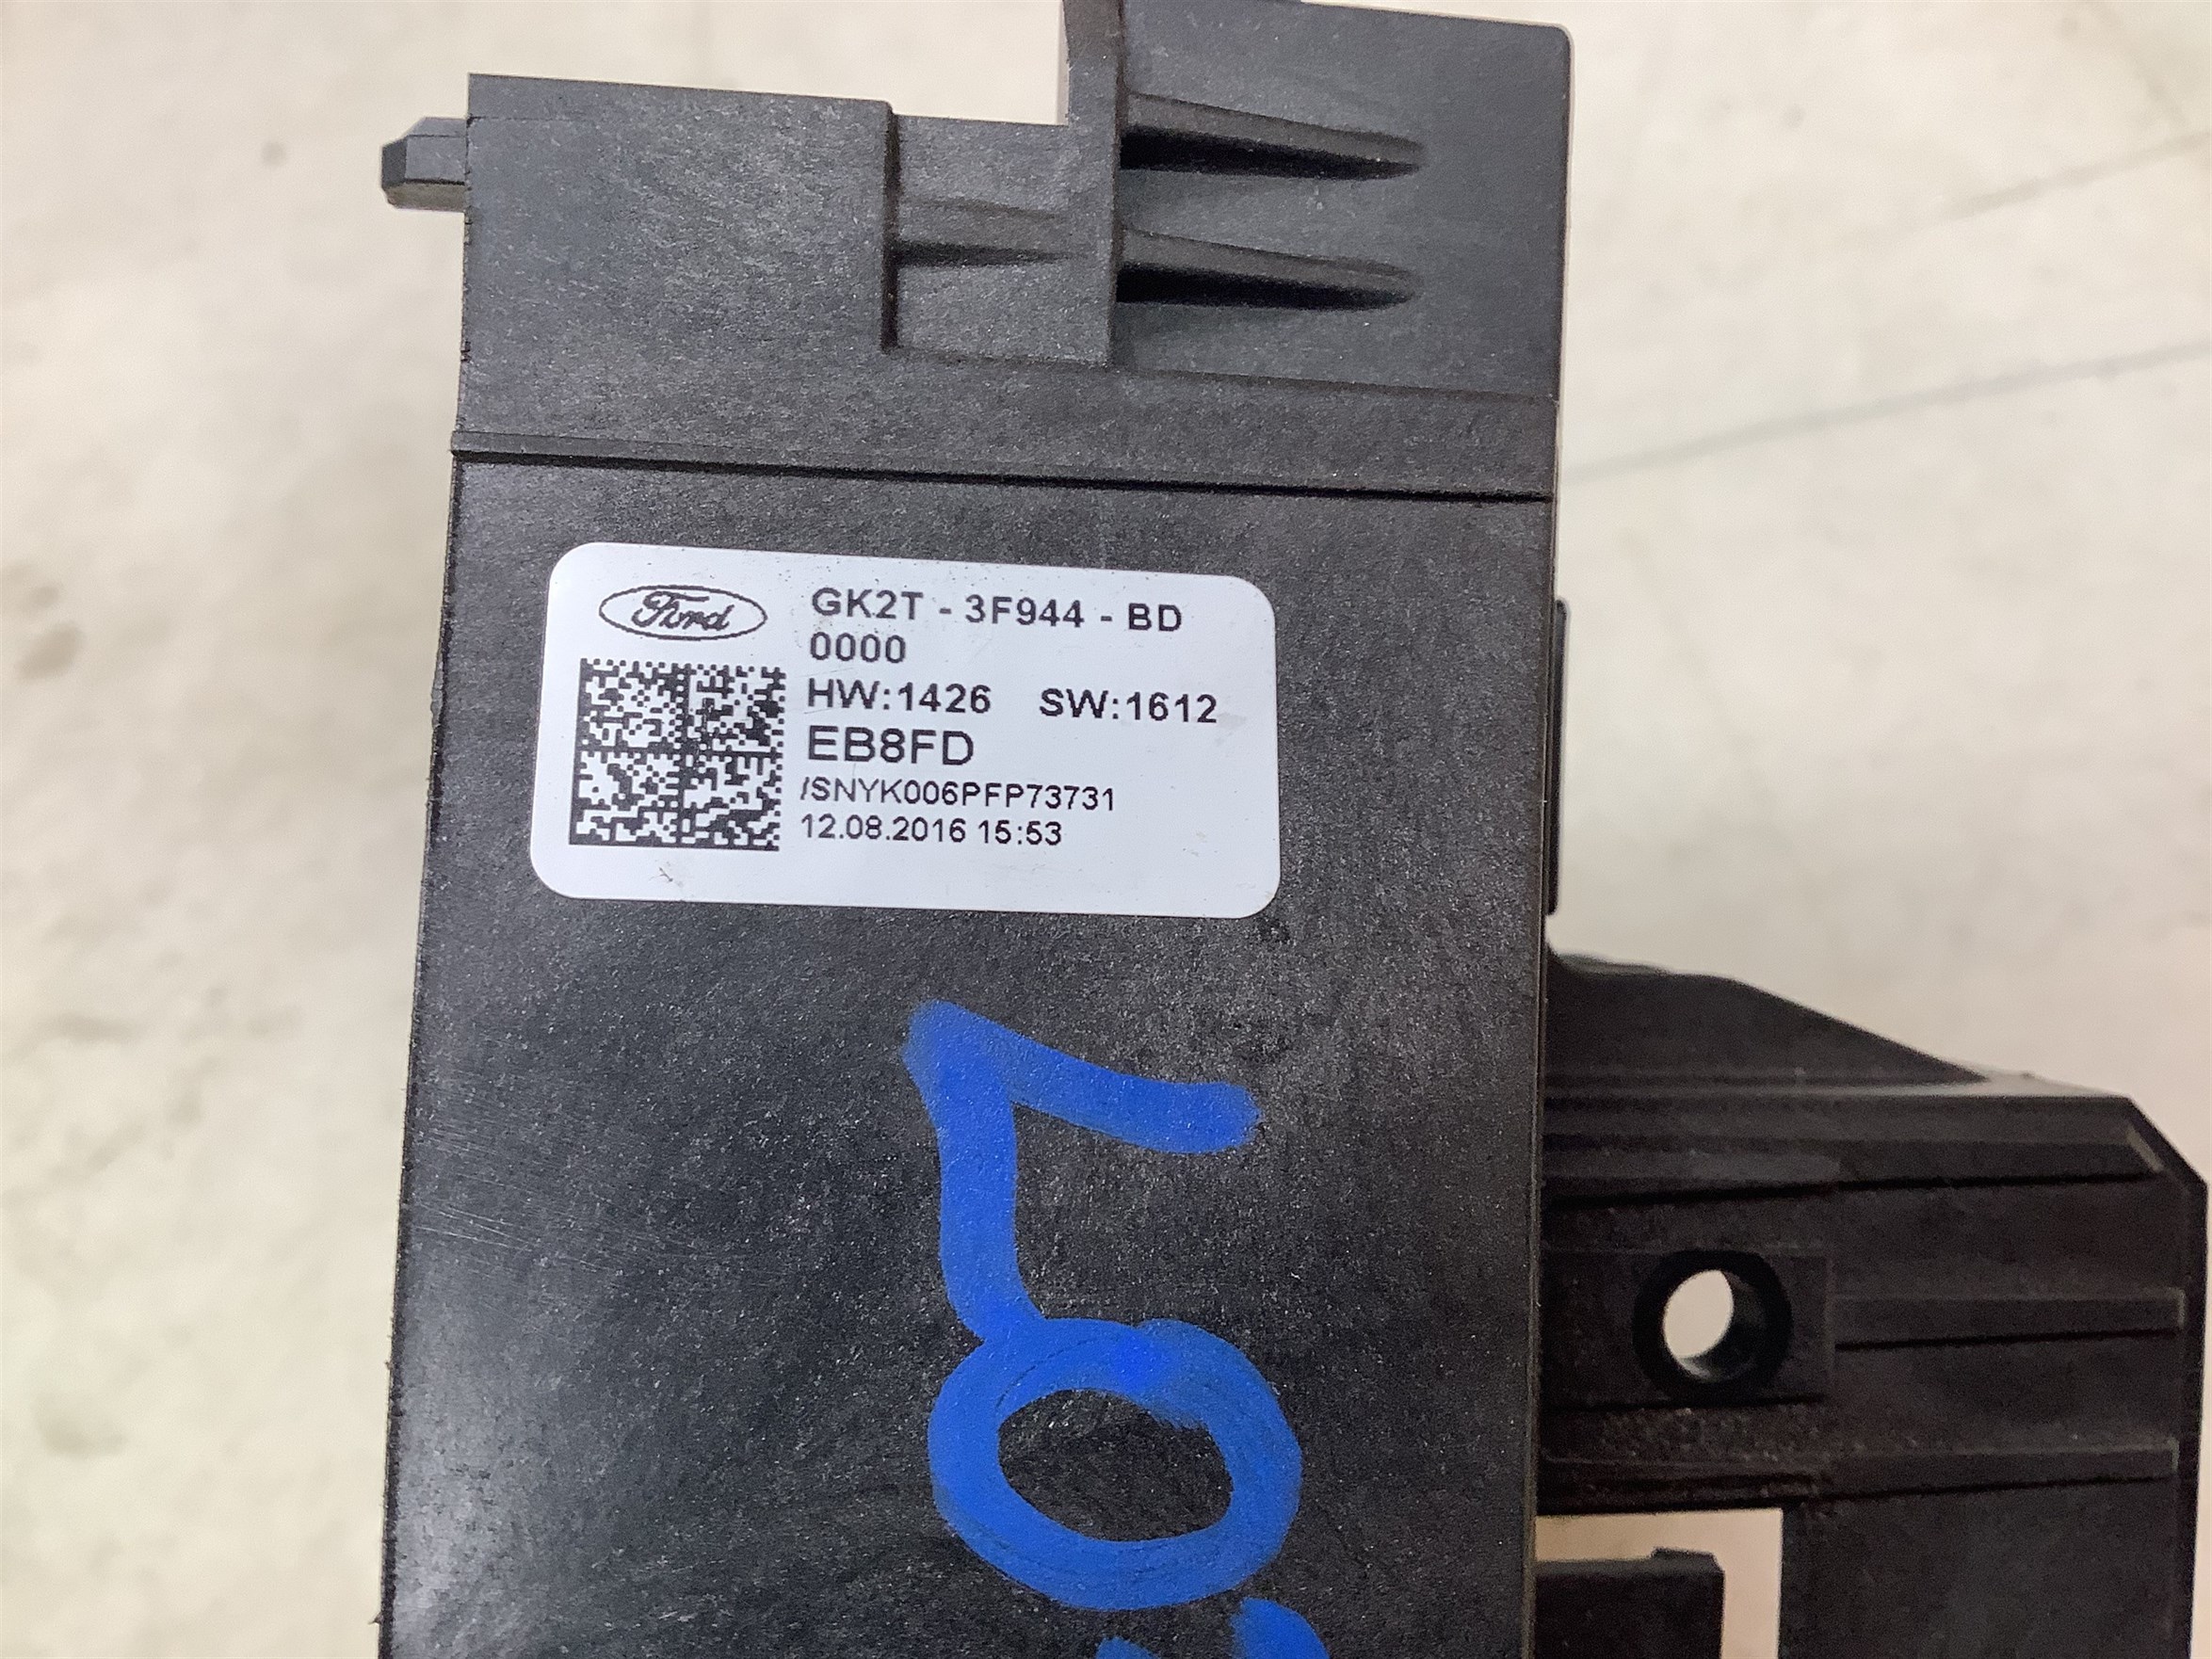 Ford
GK2T - 3F944 - BD
0000
HW:1426 SW:1612
EB8FD
/SNYK006PFP73731
12.08.2016 15:53